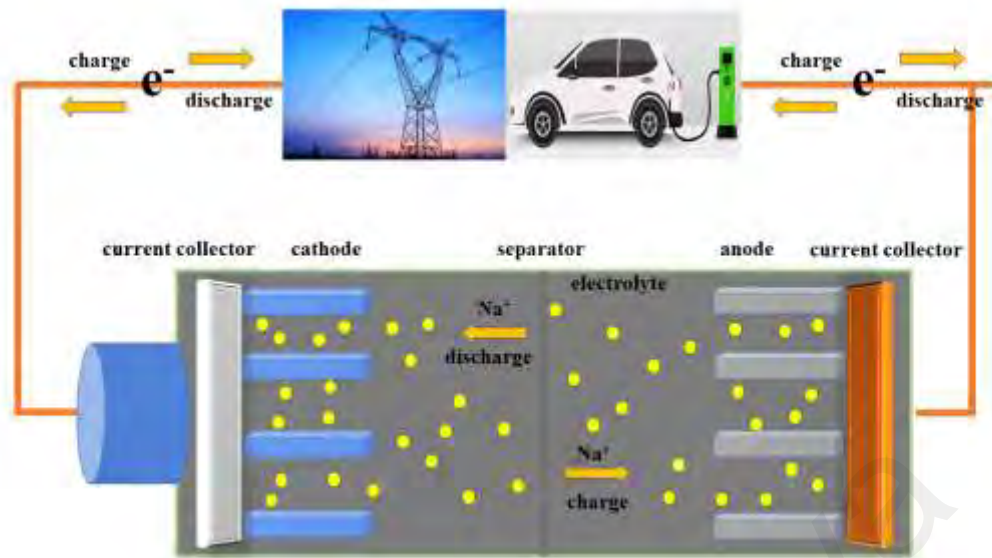 charge
e-
discharge
charge
e-
discharge
current collector
cathode
separator
anode
current collector
electrolyte
Na+
discharge
Na+
charge